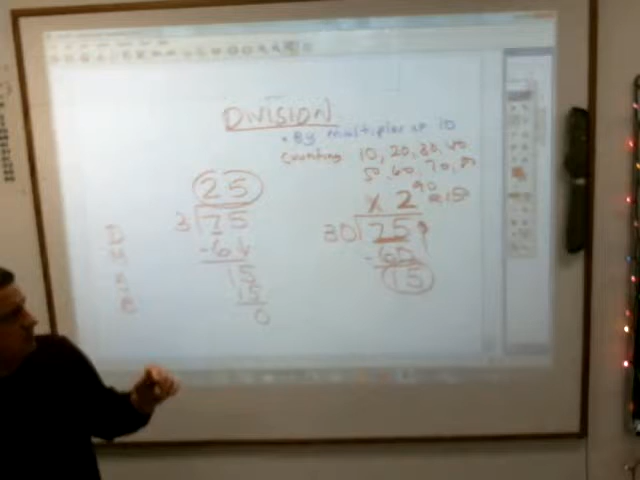 DIVISION
• By multiples of 10
counting 10, 20, 30, 40
50, 60, 70, 80
90
25
3 75
-6↓
15
15
0
x 2
30 75
-60
15